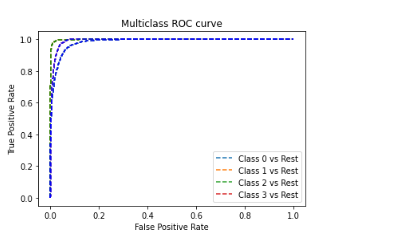 Multiclass ROC curve
True Positive Rate
1.0
0.8
0.6
0.4
0.2
0.0
Class 0 vs Rest
Class 1 vs Rest
Class 2 vs Rest
Class 3 vs Rest
0.0 0.2 0.4 0.6 0.8 1.0
False Positive Rate